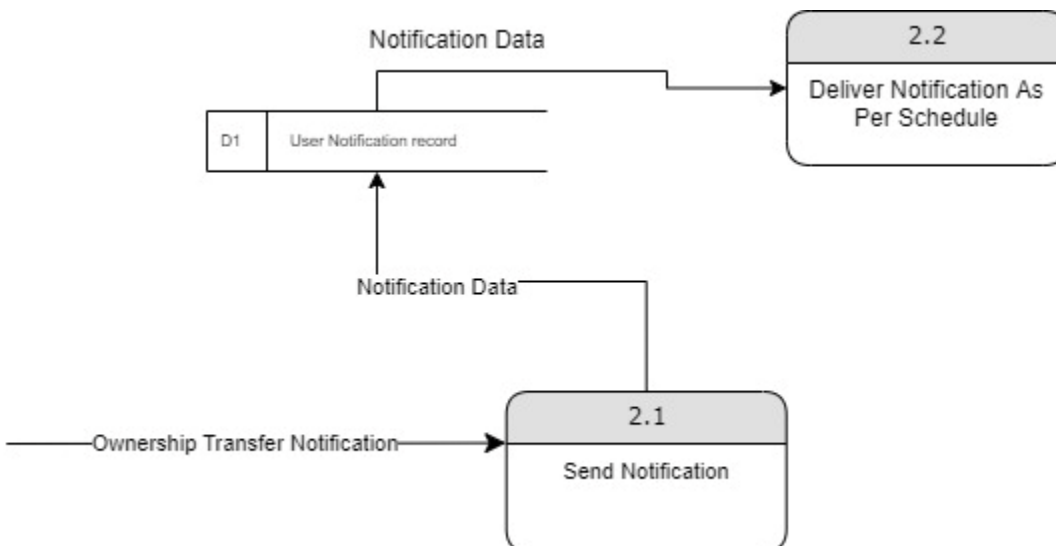 Notification Data
2.2
Deliver Notification As
Per Schedule
D1
User Notification record
Notification Data
2.1
Ownership Transfer Notification
Send Notification